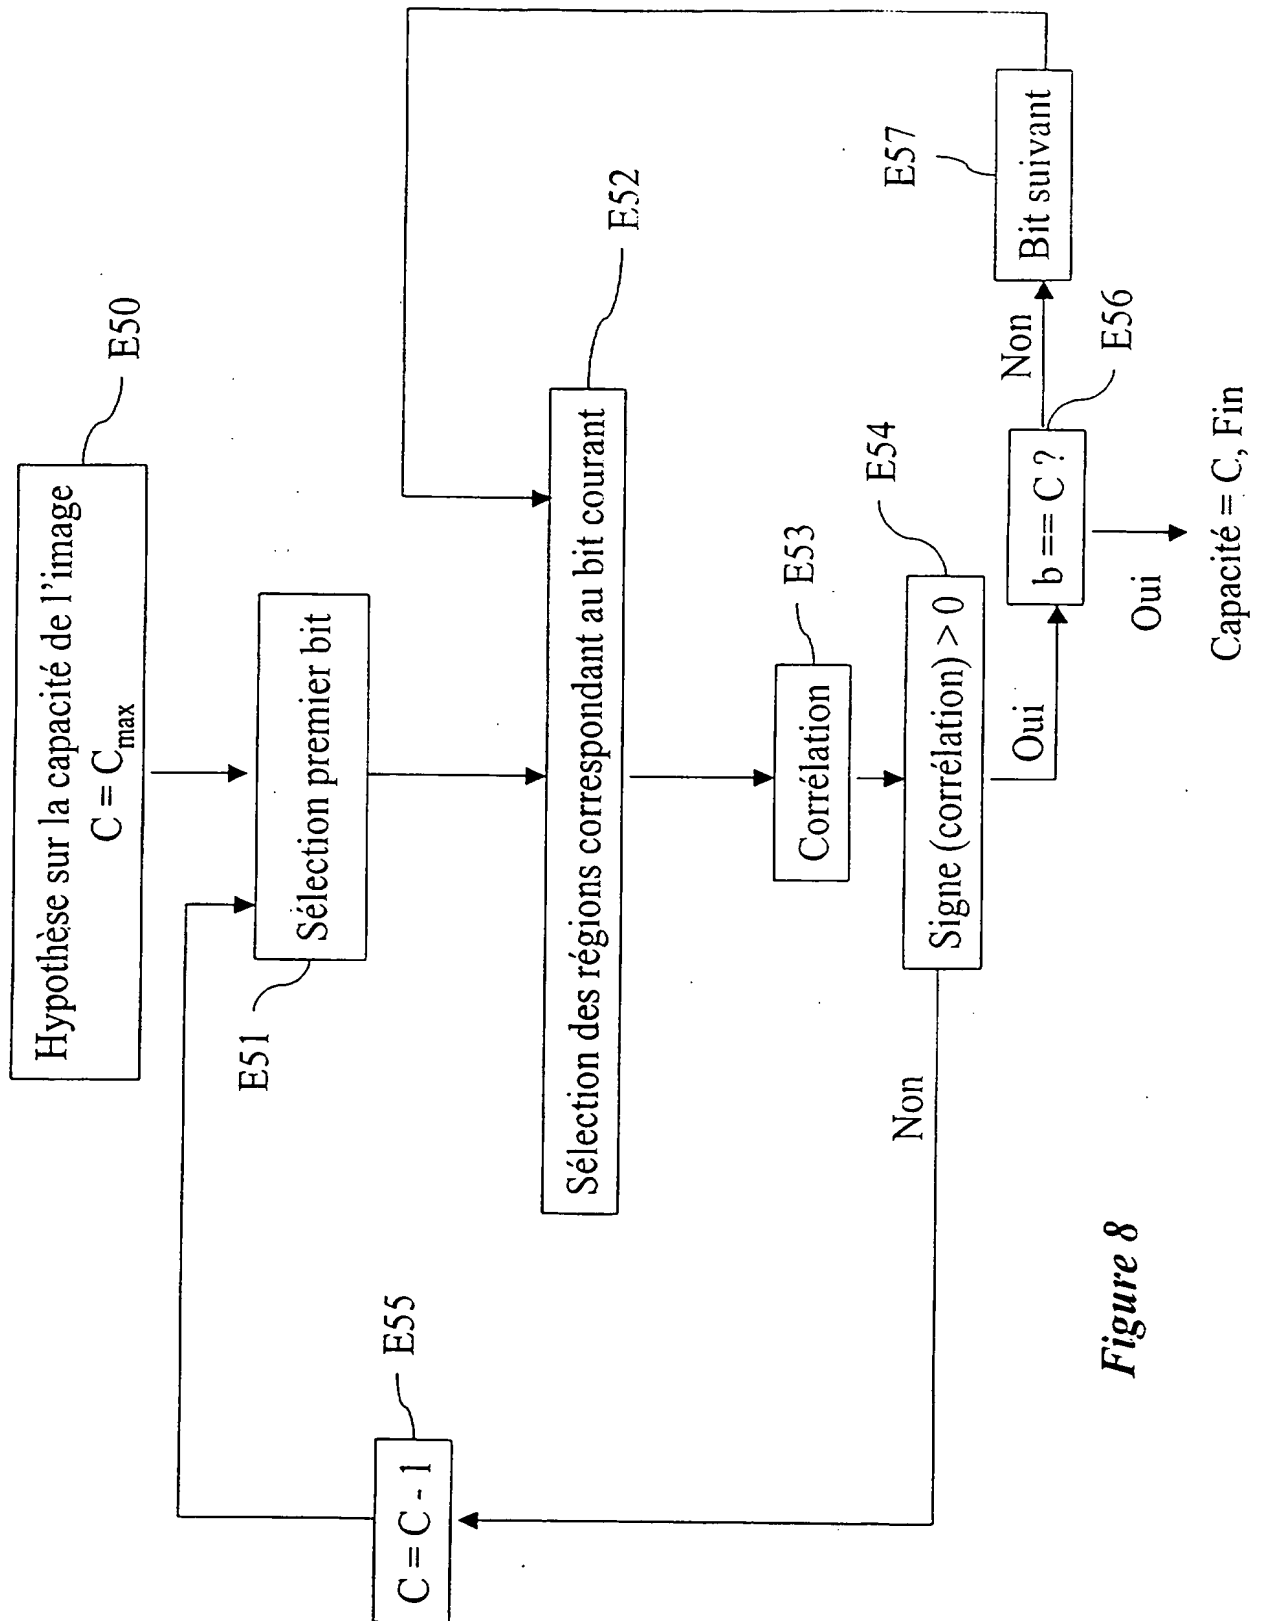 Hypothèse sur la capacité de l'image
C = Cmax
E50
Sélection premier bit
E51
Sélection des régions correspondant au bit courant
E52
Corrélation
E53
Signe (corrélation) > 0
E54
Non
C = C - 1
E55
Oui
b == C ?
E56
Non
Bit suivant
E57
Oui
Capacité = C, Fin
Figure 8